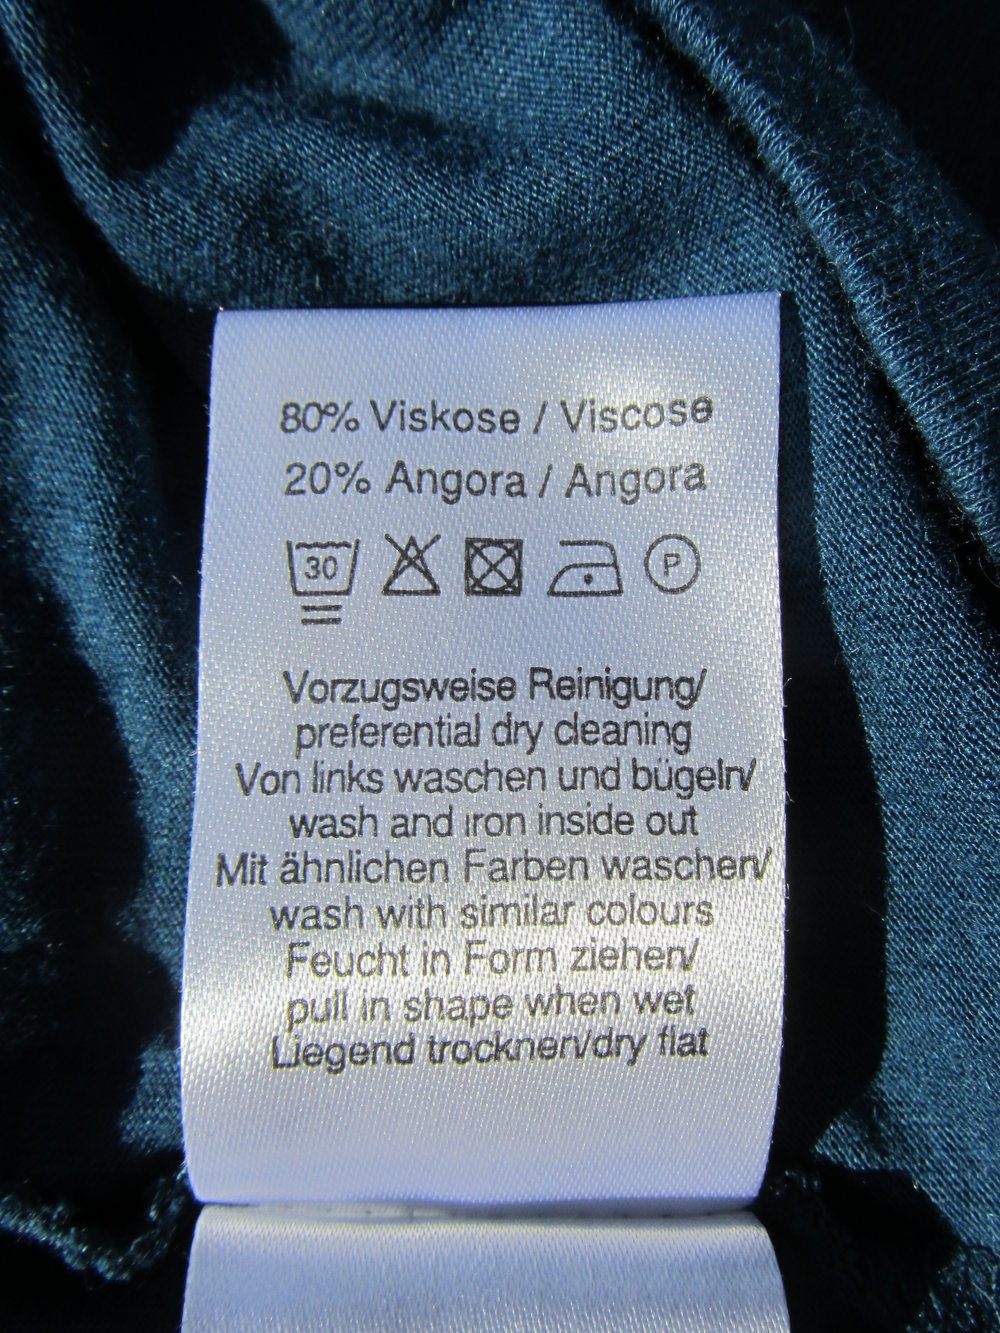 80% Viskose / Viscose
20% Angora / Angora
30 P
Vorzugsweise Reinigung/
preferential dry cleaning
Von links waschen und bügeln/
wash and iron inside out
Mit ähnlichen Farben waschen/
wash with similar colours
Feucht in Form ziehen/
pull in shape when wet
Liegend trocknen/dry flat